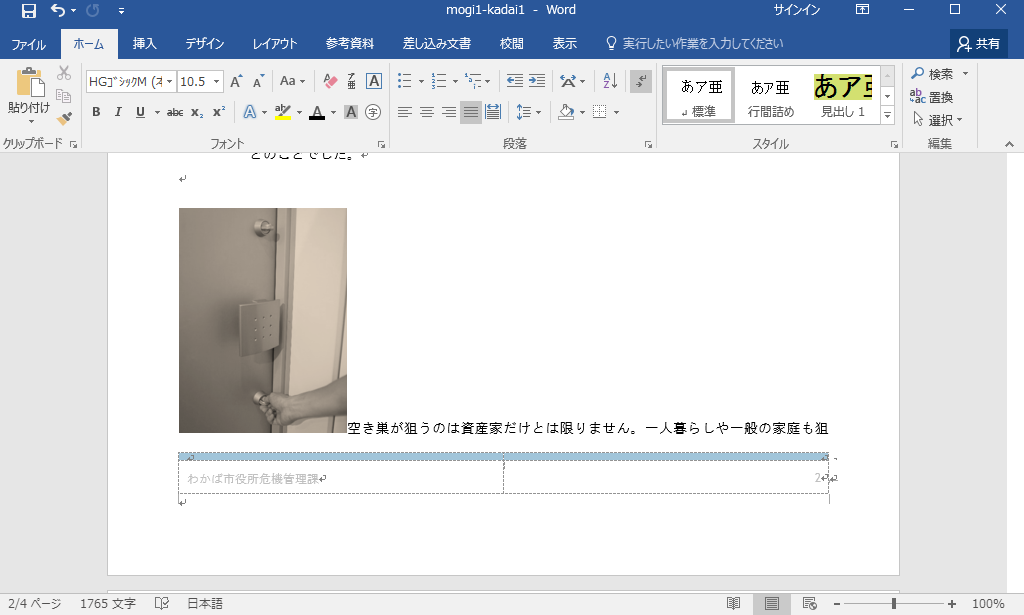 mogi1-kadai1 - Word
サインイン
ファイル ホーム 挿入 デザイン レイアウト 参考資料 差し込み文書 校閲 表示 実行したい作業を入力してください 共有
貼り付け
HGｺﾞｼｯｸM (ｵ 10.5 A A Aa A
B I U abc x₂ x² A ab A A 字
あア亜 あア亜 あア亜
標準 行間詰め 見出し 1
検索
置換
選択
クリップボード フォント 段落 スタイル 編集
とのことでした。
空き巣が狙うのは資産家だけとは限りません。一人暮らしや一般の家庭も狙
わかば市役所危機管理課 2
2/4 ページ 1765 文字 日本語 100%